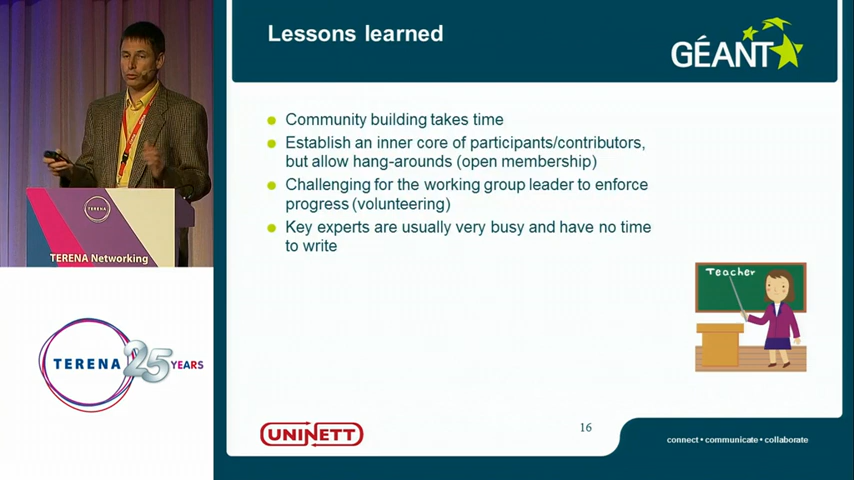 Lessons learned
GÉANT
Community building takes time
Establish an inner core of participants/contributors,
but allow hang-arounds (open membership)
Challenging for the working group leader to enforce
progress (volunteering)
Key experts are usually very busy and have no time
to write
Teacher
TERENA
TERENA Networking
TERENA 25 YEARS
UNINETT
16
connect • communicate • collaborate